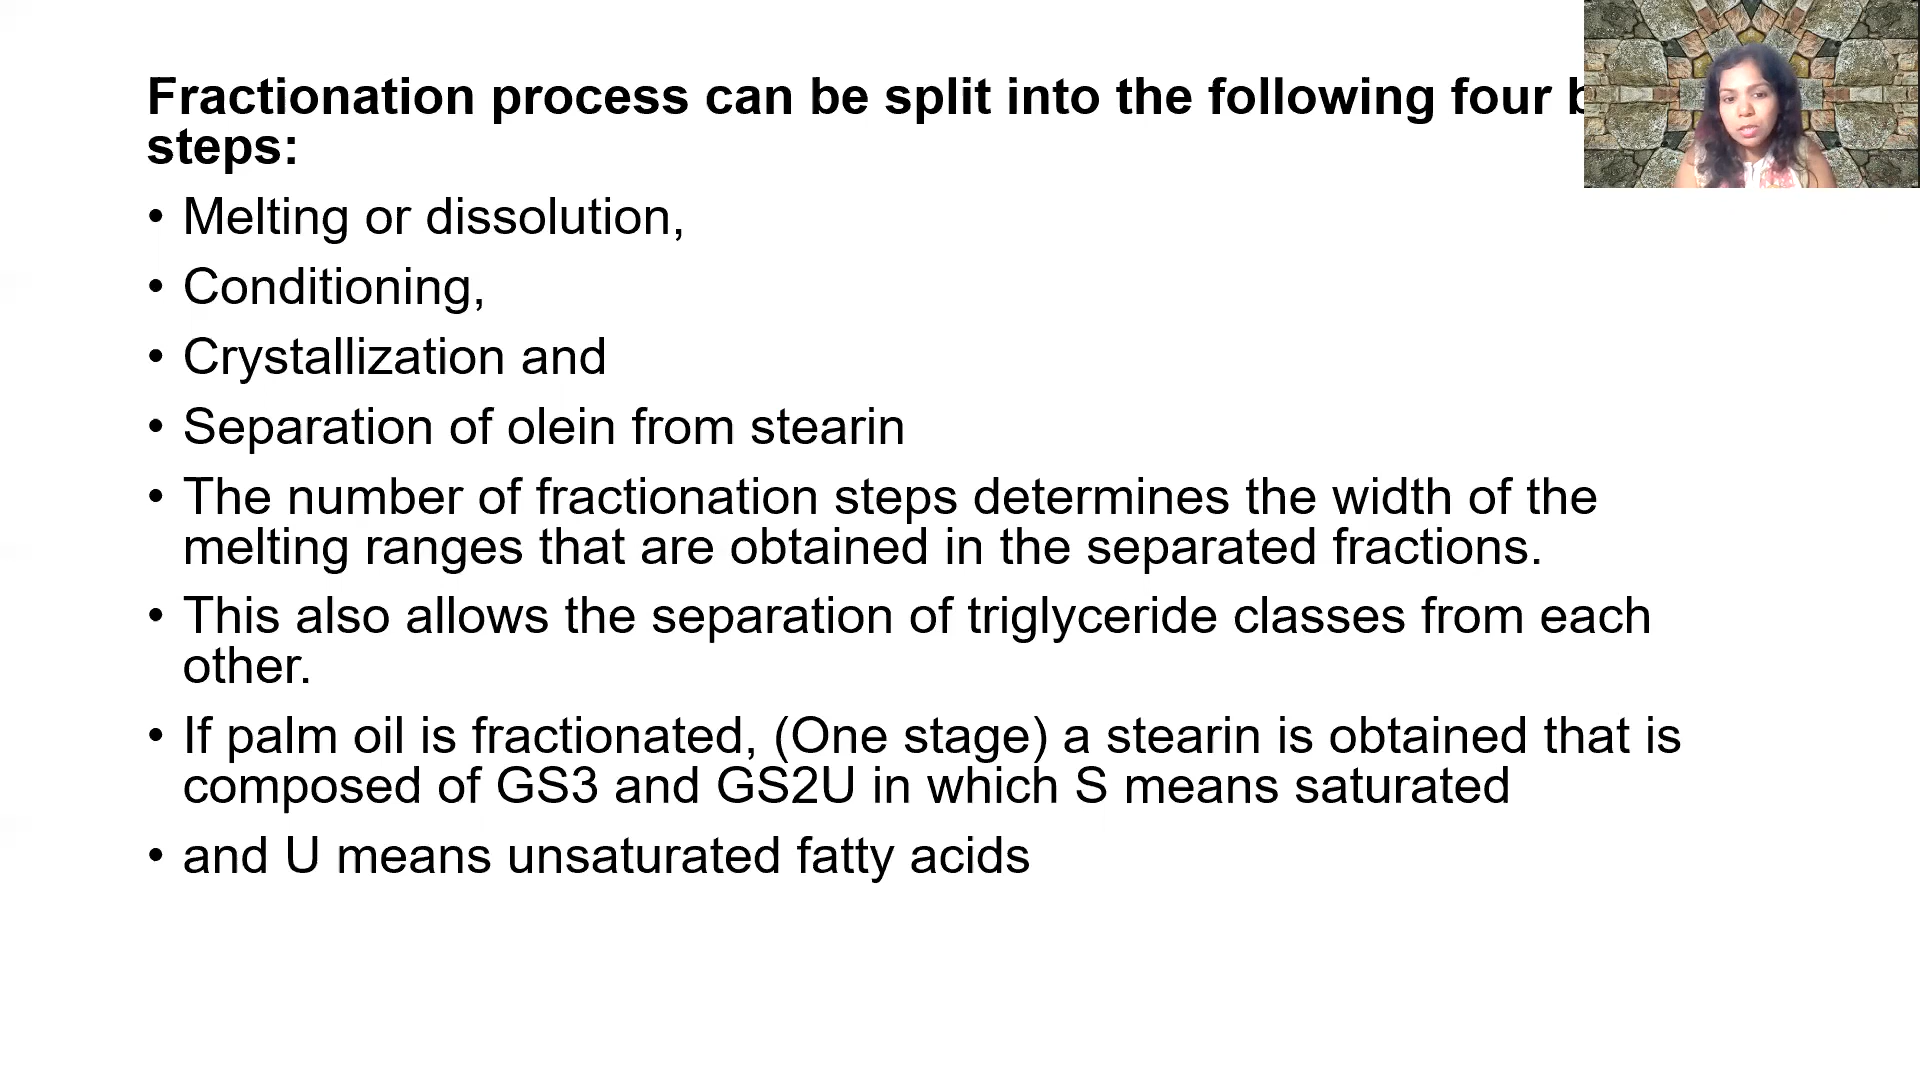 Fractionation process can be split into the following four
steps:
• Melting or dissolution,
• Conditioning,
• Crystallization and
• Separation of olein from stearin
• The number of fractionation steps determines the width of the
melting ranges that are obtained in the separated fractions.
• This also allows the separation of triglyceride classes from each
other.
• If palm oil is fractionated, (One stage) a stearin is obtained that is
composed of GS3 and GS2U in which S means saturated
• and U means unsaturated fatty acids